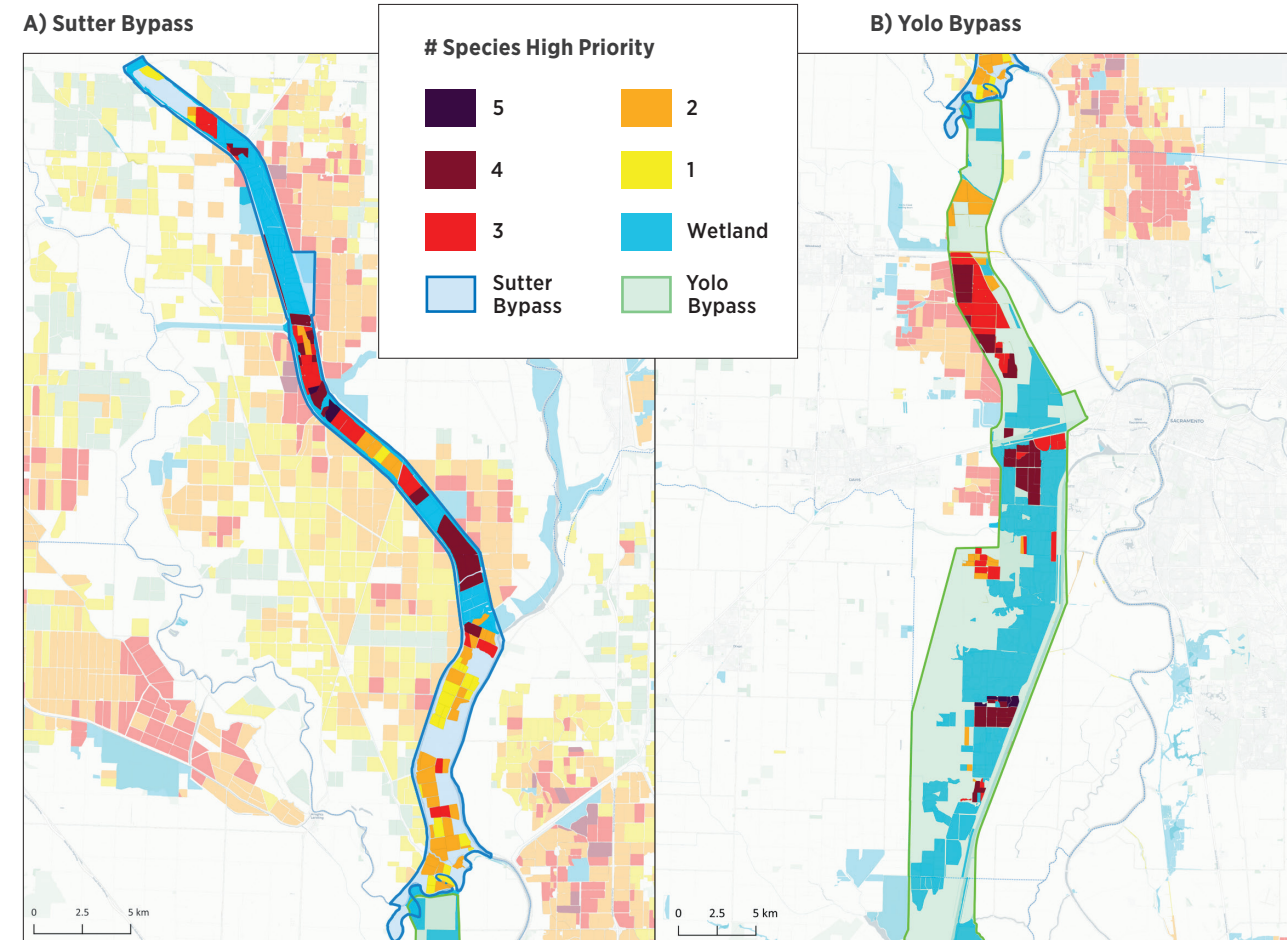 A) Sutter Bypass
B) Yolo Bypass
# Species High Priority
5
2
4
1
3
Wetland
Sutter
Bypass
Yolo
Bypass
SACRAMENTO
0 2.5 5 km
0 2.5 5 km